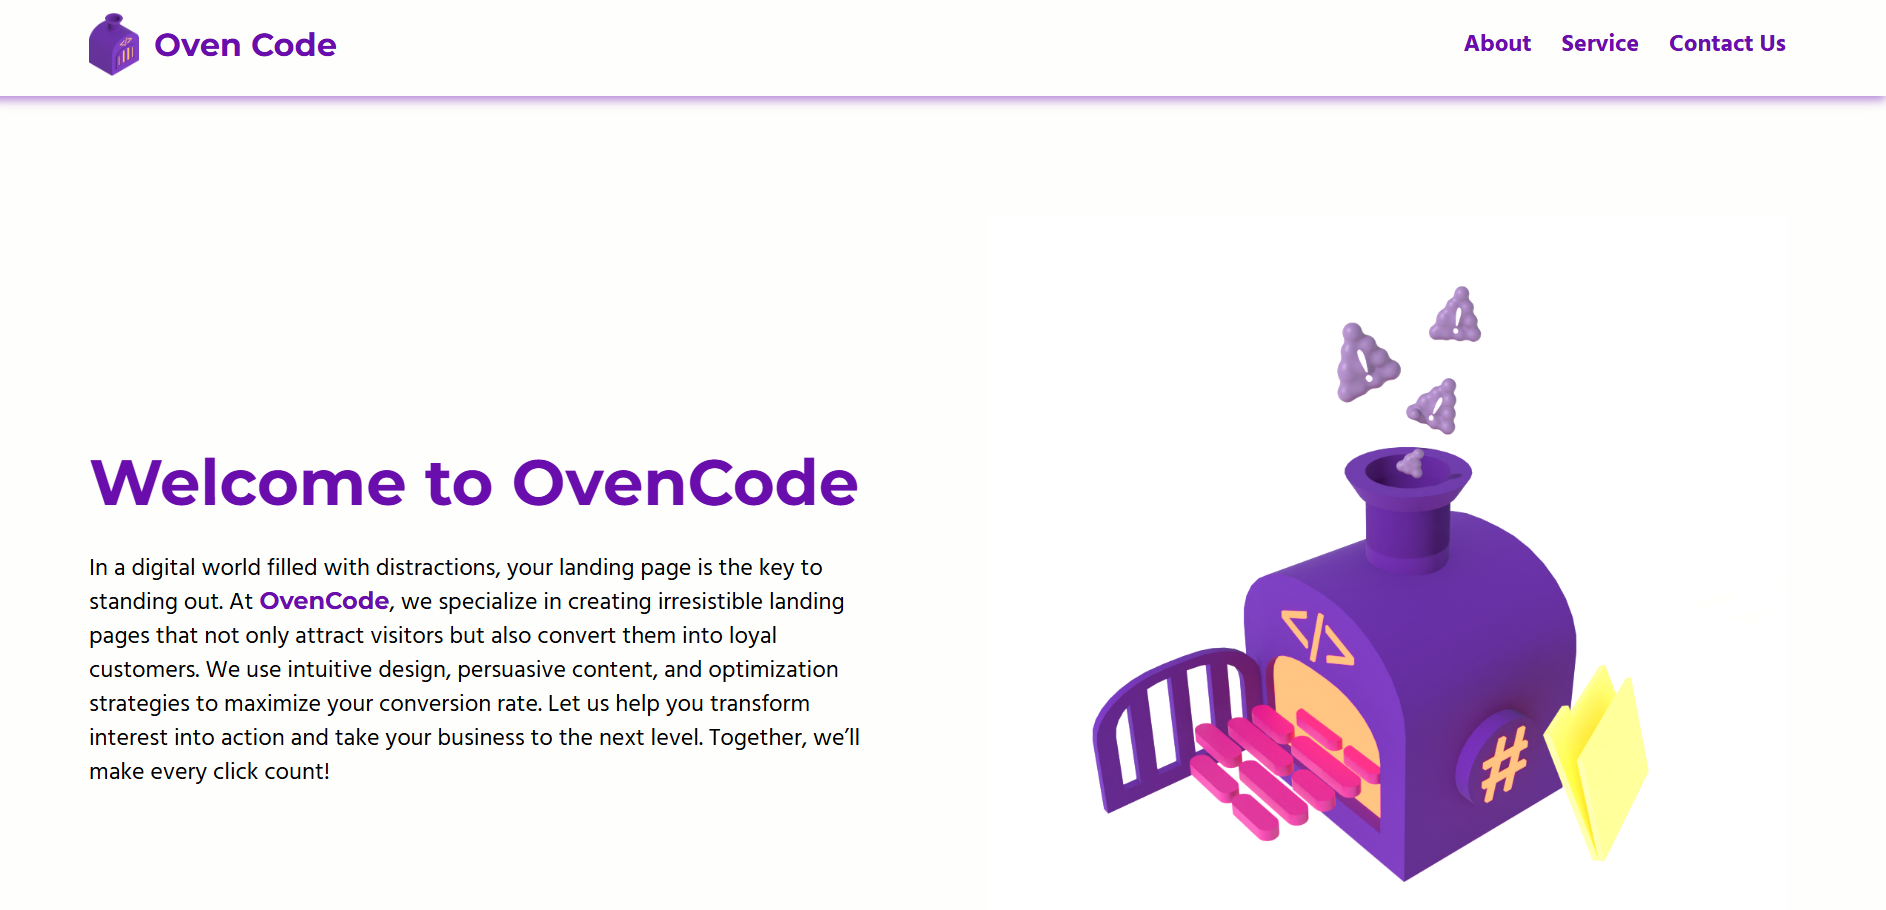 Oven Code
About Service Contact Us
Welcome to OvenCode
In a digital world filled with distractions, your landing page is the key to
standing out. At OvenCode, we specialize in creating irresistible landing
pages that not only attract visitors but also convert them into loyal
customers. We use intuitive design, persuasive content, and optimization
strategies to maximize your conversion rate. Let us help you transform
interest into action and take your business to the next level. Together, we’ll
make every click count!
!
!
!
</>
#